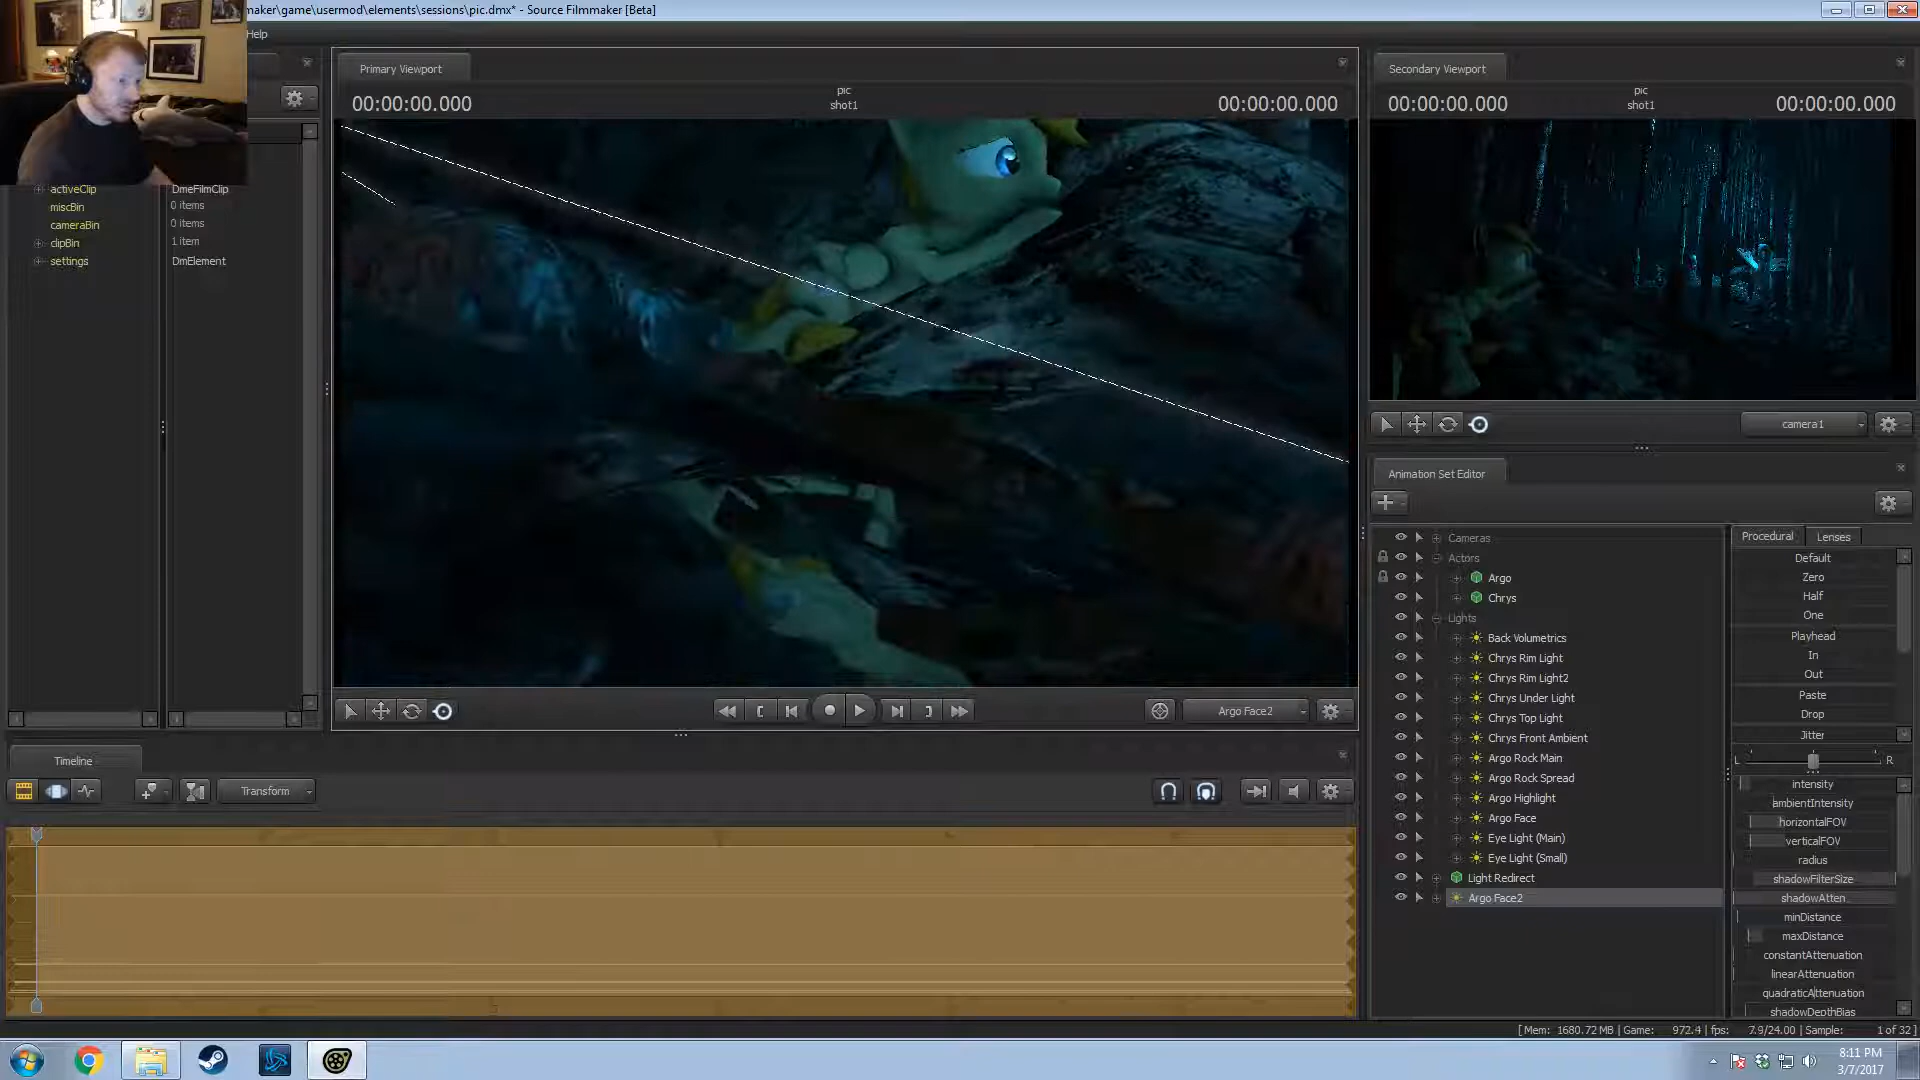 maker\game\usermod\elements\sessions\pic.dmx* - Source Filmmaker [Beta]
Help
Primary Viewport
00:00:00.000
pic
shot1
00:00:00.000
Secondary Viewport
00:00:00.000
pic
shot1
00:00:00.000
activeClip DmeFilmClip
miscBin 0 items
cameraBin 0 items
clipBin 1 item
settings DmElement
camera1
Animation Set Editor
Cameras
Actors
Argo
Chrys
Lights
Back Volumetrics
Chrys Rim Light
Chrys Rim Light2
Chrys Under Light
Chrys Top Light
Chrys Front Ambient
Argo Rock Main
Argo Rock Spread
Argo Highlight
Argo Face
Eye Light (Main)
Eye Light (Small)
Light Redirect
Argo Face2
Procedural Lenses
Default
Zero
Half
One
Playhead
In
Out
Paste
Drop
Jitter
L R
intensity
ambientIntensity
horizontalFOV
verticalFOV
radius
shadowFilterSize
shadowAtten
minDistance
maxDistance
constantAttenuation
linearAttenuation
quadraticAttenuation
shadowDepthBias
Argo Face2
Timeline
Transform
[ Mem: 1680.72 MB | Game: 972.4 | fps: 7.9/24.00 | Sample: 1 of 32 ]
8:11 PM
3/7/2017